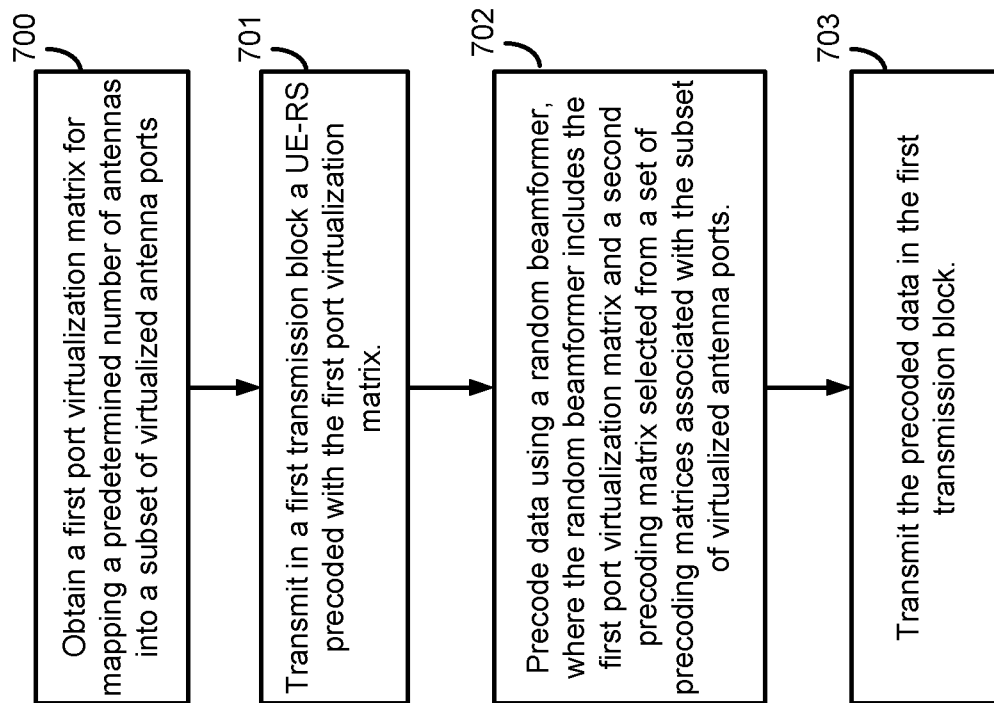 700
Obtain a first port virtualization matrix for
mapping a predetermined number of antennas
into a subset of virtualized antenna ports
701
Transmit in a first transmission block a UE-RS
precoded with the first port virtualization
matrix.
702
Precode data using a random beamformer,
where the random beamformer includes the
first port virtualization matrix and a second
precoding matrix selected from a set of
precoding matrices associated with the subset
of virtualized antenna ports.
703
Transmit the precoded data in the first
transmission block.